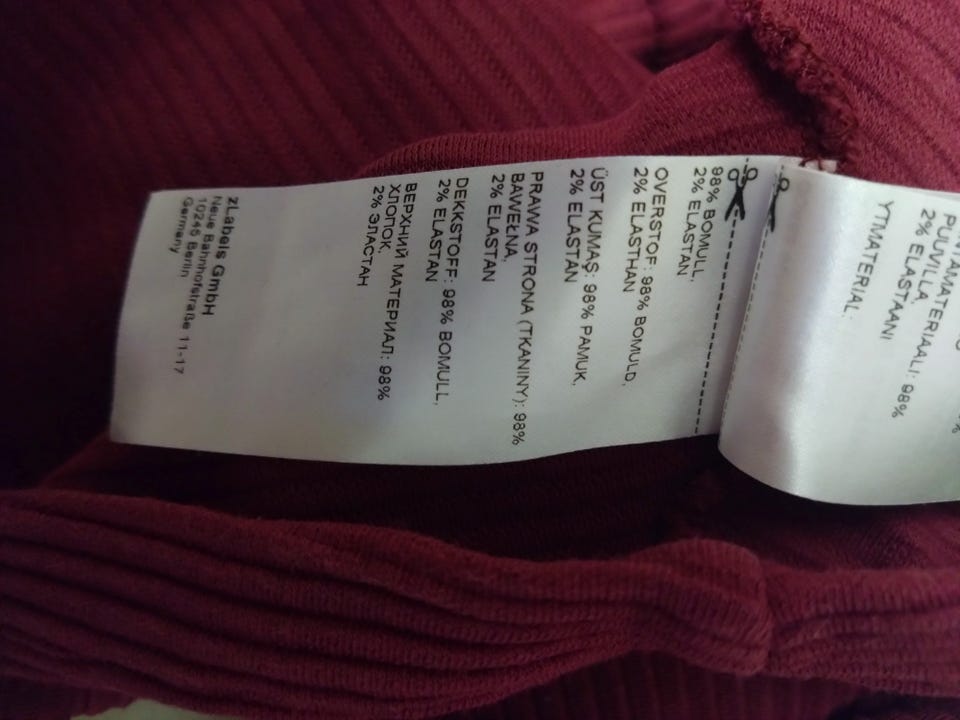 PUUVILLA,
2% ELASTAANI
YTMATERIAL:
98% BOMULL,
2% ELASTAN
OVERSTOF: 98% BOMULD,
2% ELASTHAN
ÜST KUMAŞ: 98% PAMUK,
2% ELASTAN
PRAWA STRONA (TKANINY): 98%
BAWEŁNA,
2% ELASTAN
DEKKSTOFF: 98% BOMULL,
2% ELASTAN
ВЕРХНИЙ МАТЕРИАЛ: 98%
ХЛОПОК,
2% ЭЛАСТАН
zLabels GmbH
Neue Bahnhofstraße 11-17
10245 Berlin
Germany